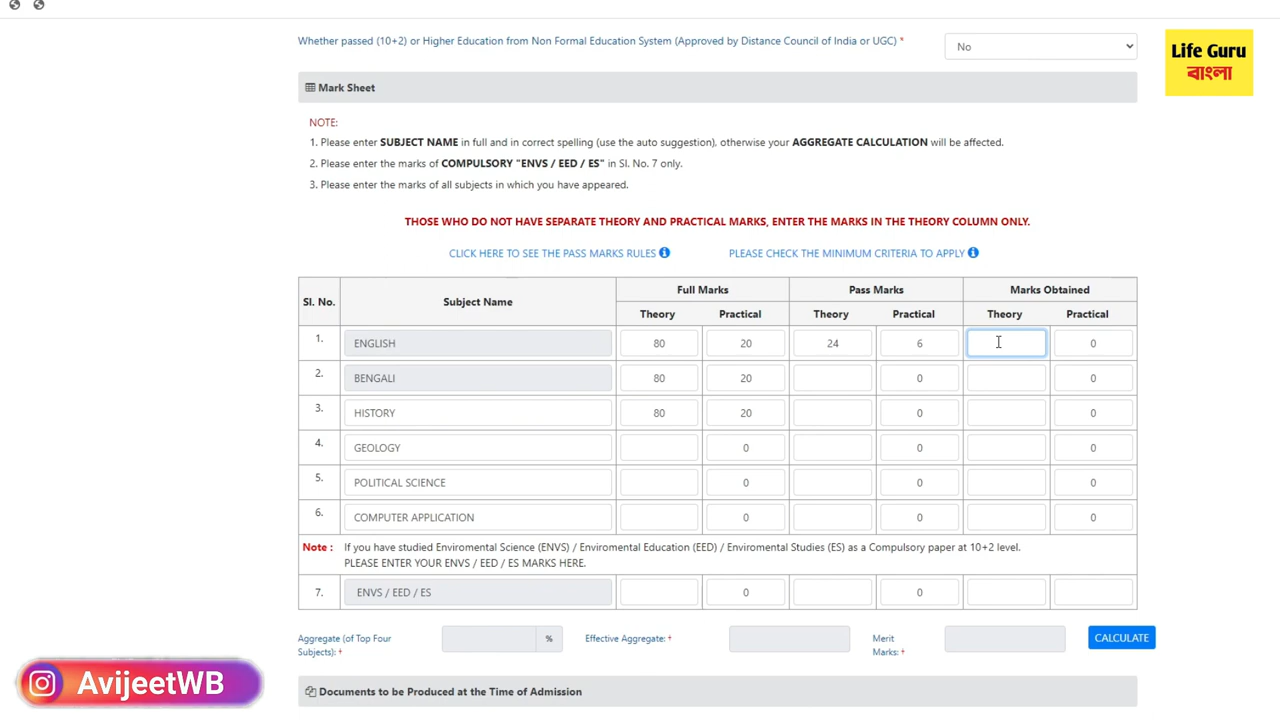 Whether passed (10+2) or Higher Education from Non Formal Education System (Approved by Distance Council of India or UGC) *
No
Life Guru
বাংলা
Mark Sheet
NOTE:
1. Please enter SUBJECT NAME in full and in correct spelling (use the auto suggestion), otherwise your AGGREGATE CALCULATION will be affected.
2. Please enter the marks of COMPULSORY "ENVS / EED / ES" in Sl. No. 7 only.
3. Please enter the marks of all subjects in which you have appeared.
THOSE WHO DO NOT HAVE SEPARATE THEORY AND PRACTICAL MARKS, ENTER THE MARKS IN THE THEORY COLUMN ONLY.
CLICK HERE TO SEE THE PASS MARKS RULES PLEASE CHECK THE MINIMUM CRITERIA TO APPLY
Sl. No. Subject Name Full Marks Pass Marks Marks Obtained
Theory Practical Theory Practical Theory Practical
1. ENGLISH 80 20 24 6 0
2. BENGALI 80 20 0 0
3. HISTORY 80 20 0 0
4. GEOLOGY 0 0 0
5. POLITICAL SCIENCE 0 0 0
6. COMPUTER APPLICATION 0 0 0
Note : If you have studied Enviromental Science (ENVS) / Enviromental Education (EED) / Enviromental Studies (ES) as a Compulsory paper at 10+2 level.
PLEASE ENTER YOUR ENVS / EED / ES MARKS HERE.
7. ENVS / EED / ES 0 0
Aggregate (of Top Four % Effective Aggregate: * Merit CALCULATE
Subjects): * Marks: *
AvijeetWB
Documents to be Produced at the Time of Admission